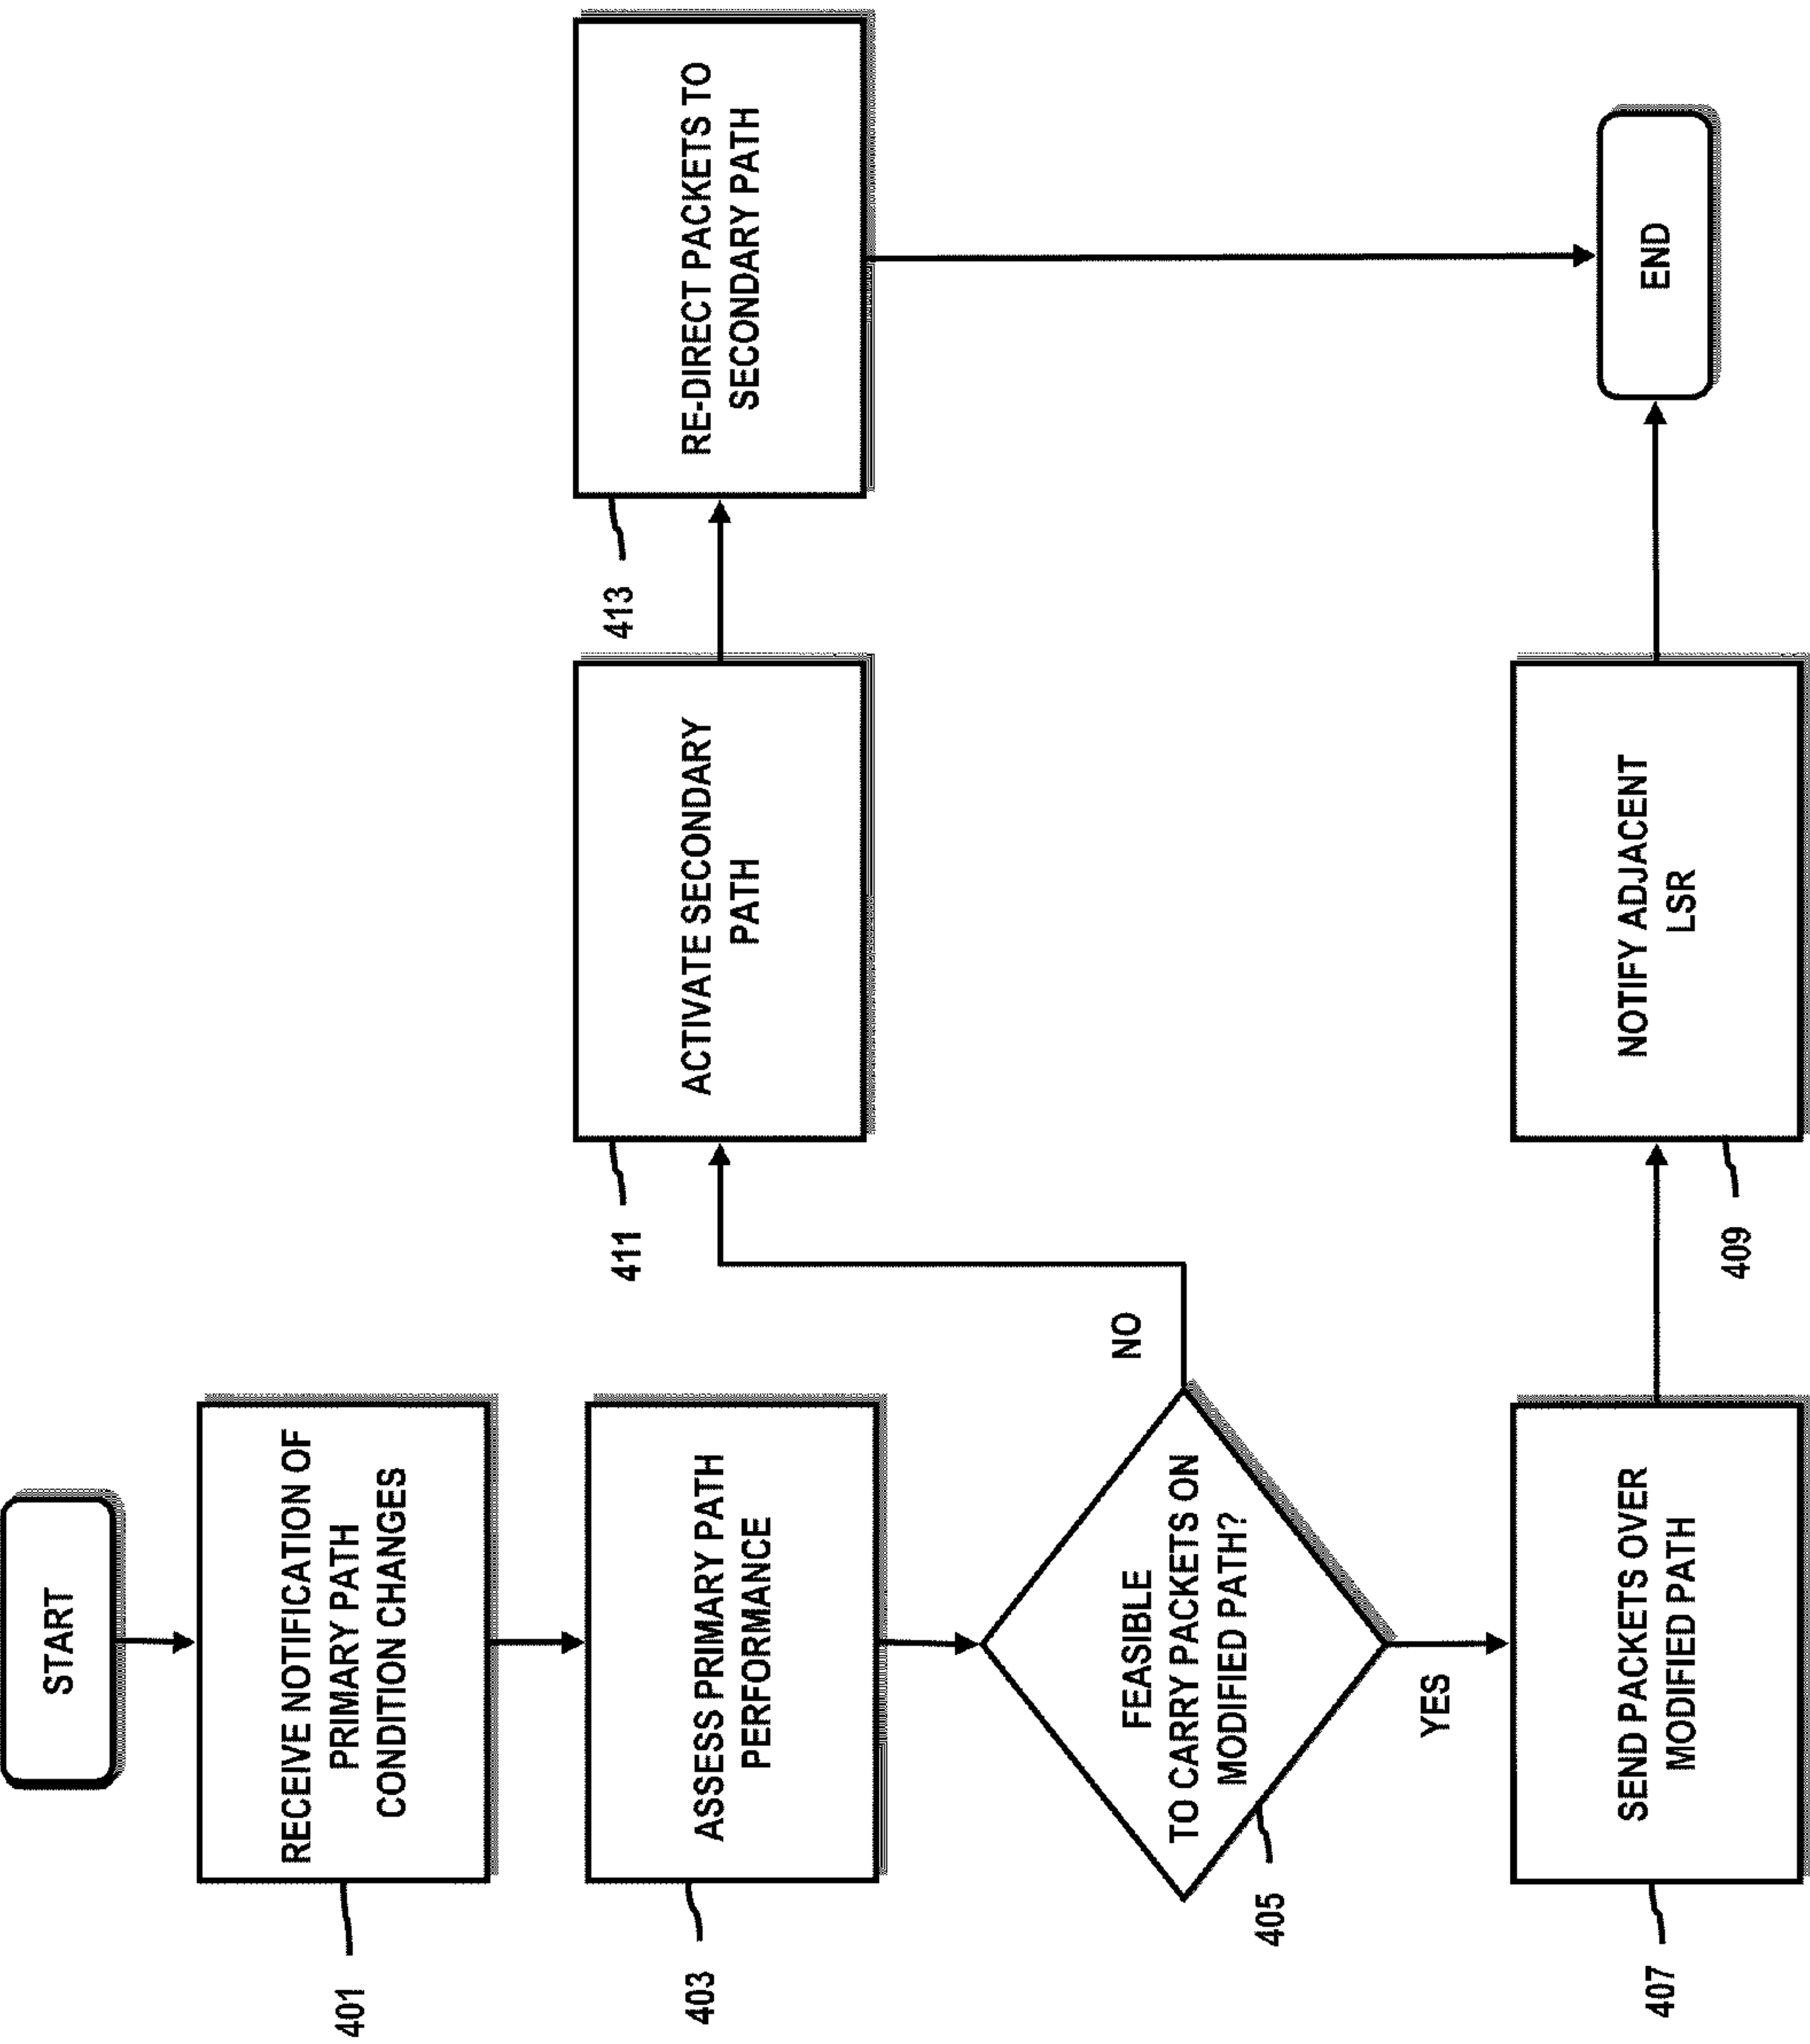 START
RECEIVE NOTIFICATION OF
PRIMARY PATH
CONDITION CHANGES
401
ASSESS PRIMARY PATH
PERFORMANCE
403
FEASIBLE
TO CARRY PACKETS ON
MODIFIED PATH?
405
NO
YES
SEND PACKETS OVER
MODIFIED PATH
407
NOTIFY ADJACENT
LSR
409
ACTIVATE SECONDARY
PATH
411
RE-DIRECT PACKETS TO
SECONDARY PATH
413
END